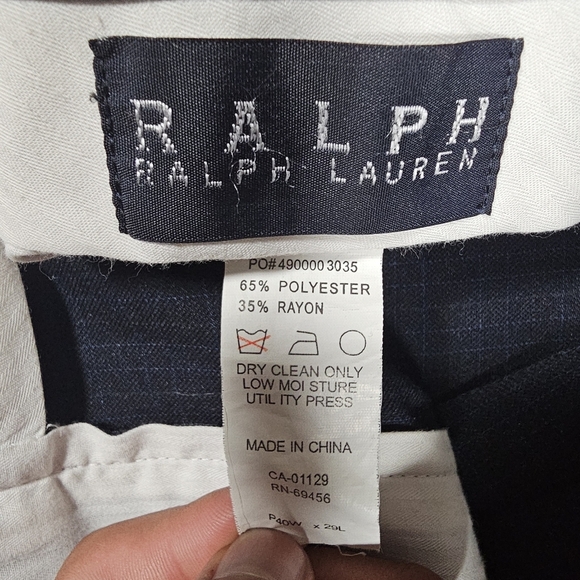 RALPH
RALPH LAUREN
PO#4900003035
65% POLYESTER
35% RAYON
DRY CLEAN ONLY
LOW MOI STURE
UTIL ITY PRESS
MADE IN CHINA
CA-01129
RN-69456
P40W x 29L